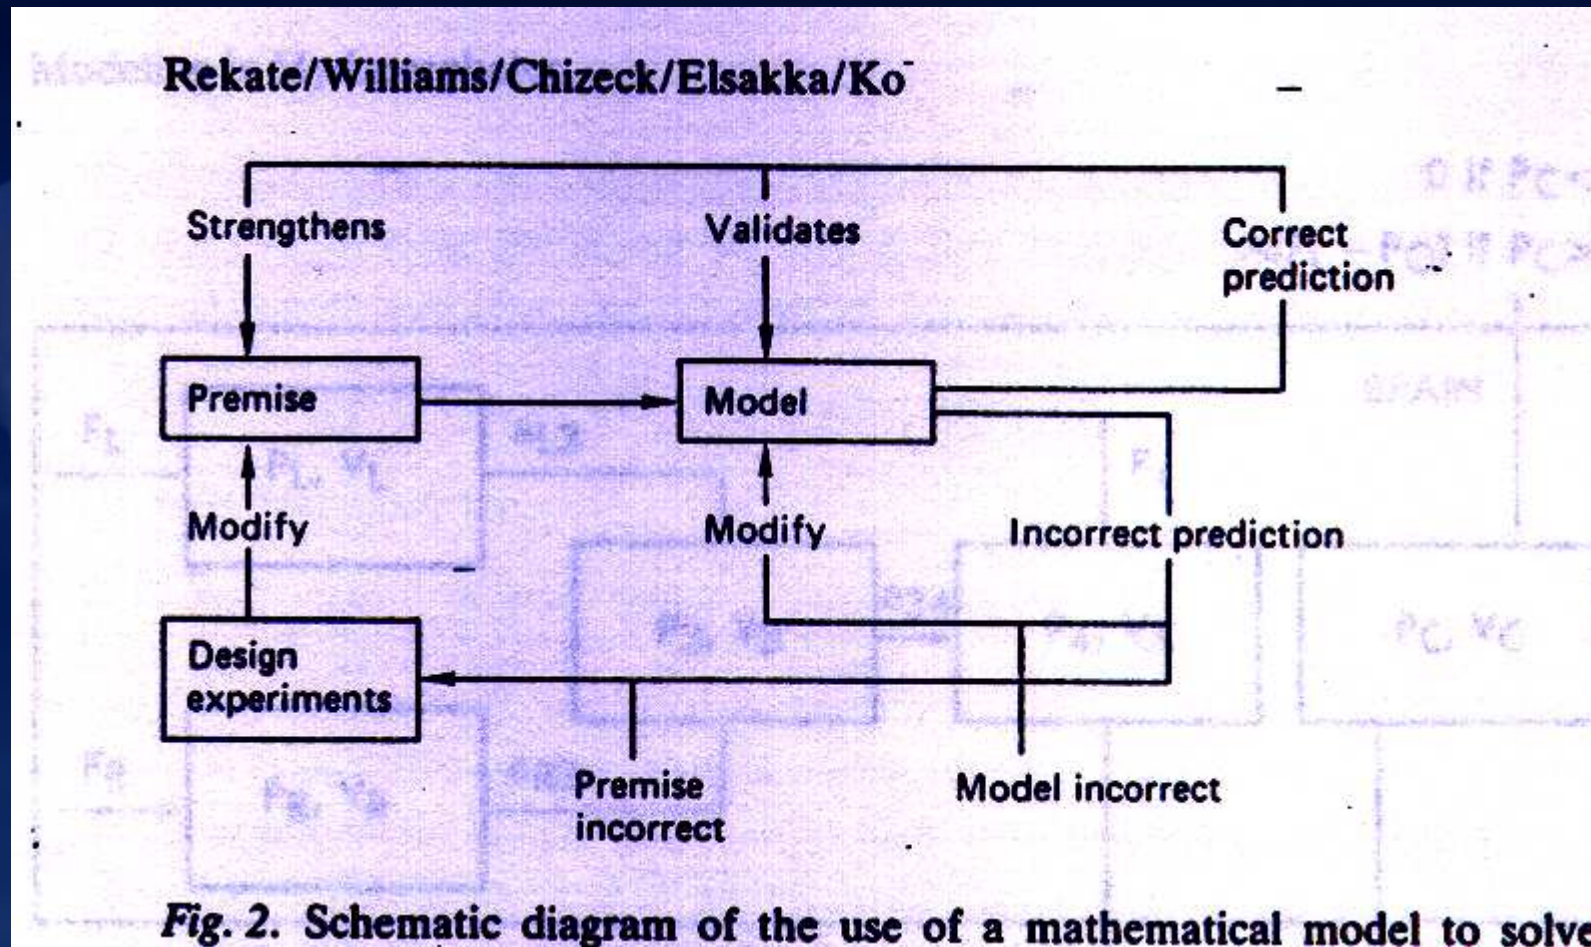 Rekate/Williams/Chizeck/Elsakka/Ko
Strengthens
Validates
Correct
prediction
Premise
Model
Modify
Modify
Incorrect prediction
Design
experiments
Premise
incorrect
Model incorrect
Fig. 2. Schematic diagram of the use of a mathematical model to solve